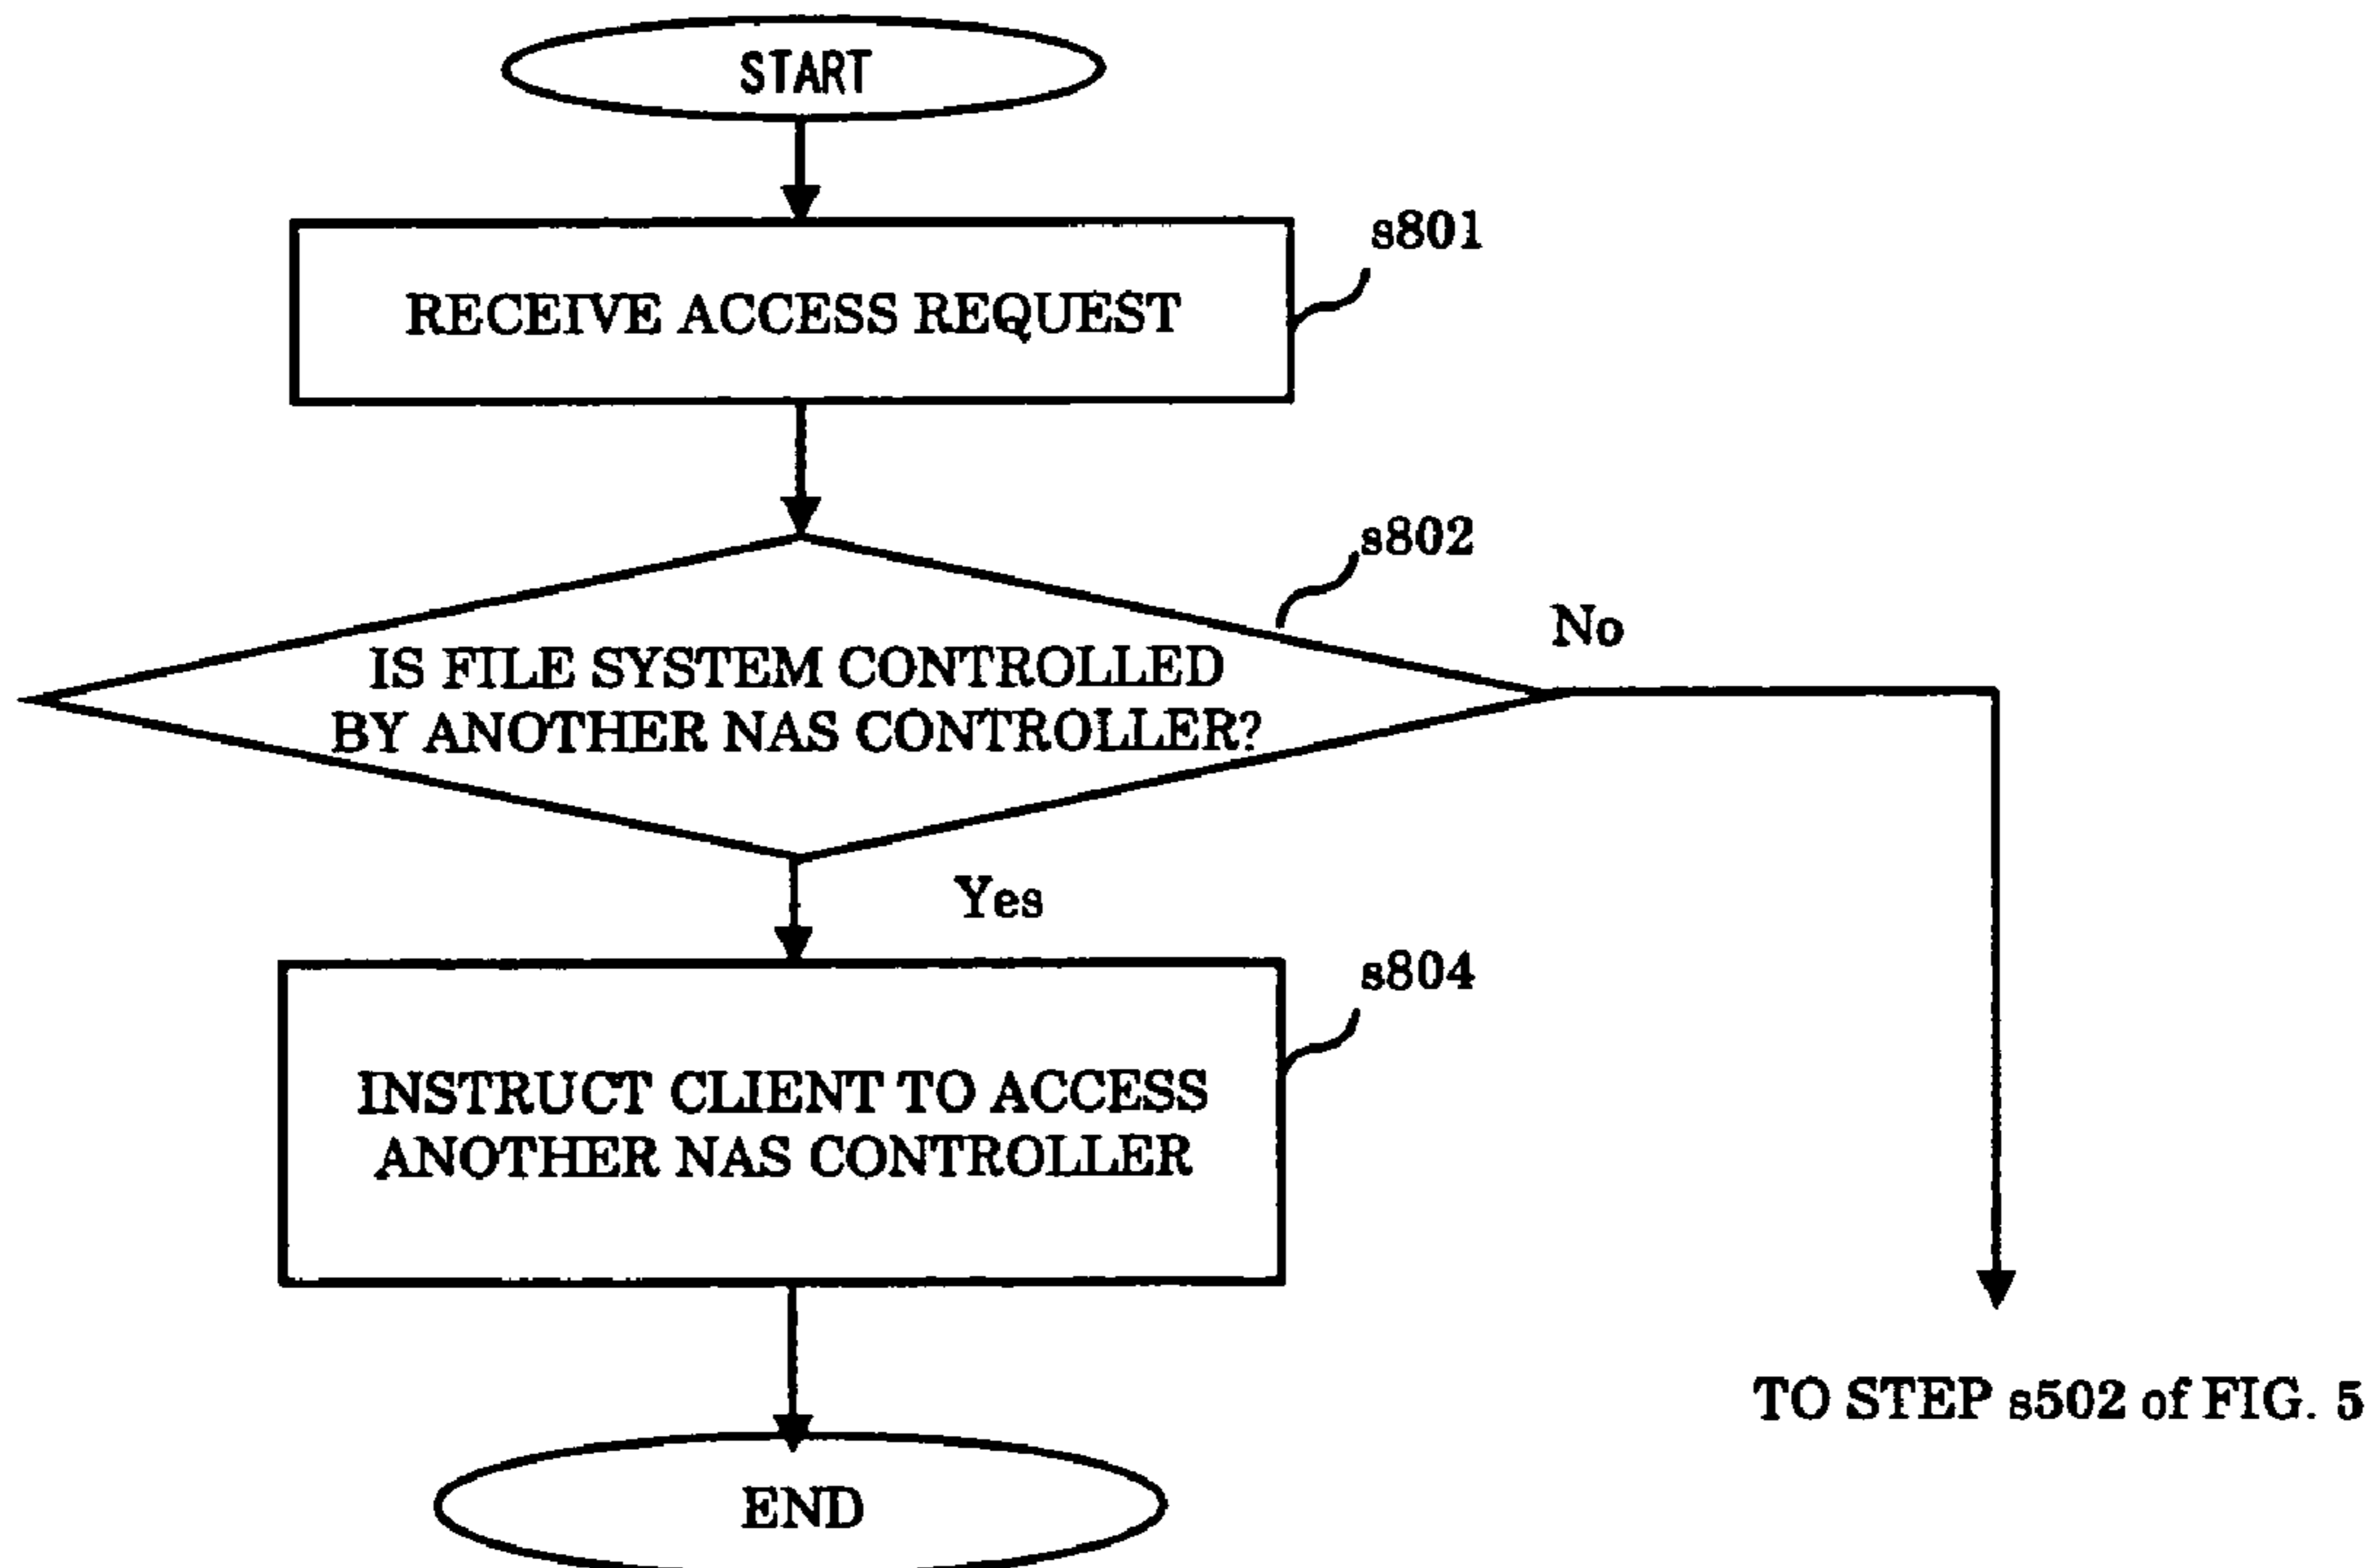 START
RECEIVE ACCESS REQUEST
s801
s802
No
IS FILE SYSTEM CONTROLLED
BY ANOTHER NAS CONTROLLER?
Yes
s804
INSTRUCT CLIENT TO ACCESS
ANOTHER NAS CONTROLLER
TO STEP s502 of FIG. 5
END